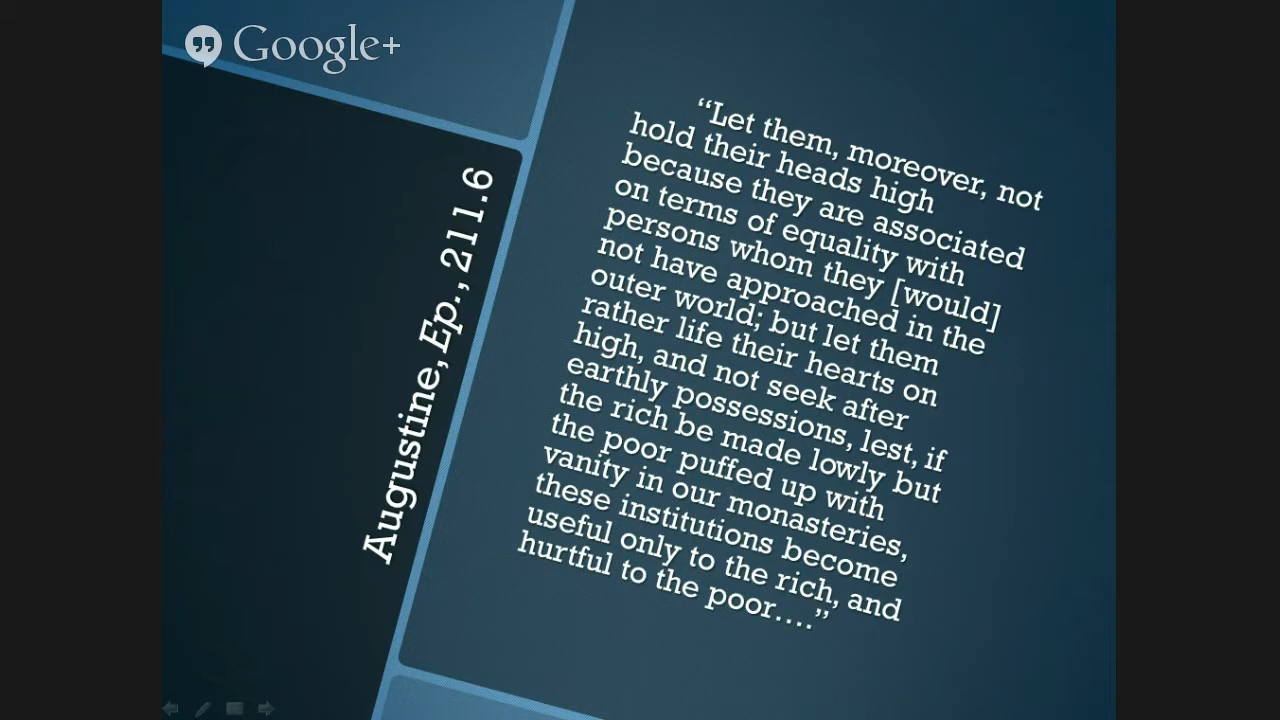 Google+
Augustine, Ep., 211.6
“Let them, moreover, not
hold their heads high
because they are associated
on terms of equality with
persons whom they [would]
not have approached in the
outer world; but let them
rather life their hearts on
high, and not seek after
earthly possessions, lest, if
the rich be made lowly but
the poor puffed up with
vanity in our monasteries,
these institutions become
useful only to the rich, and
hurtful to the poor….”